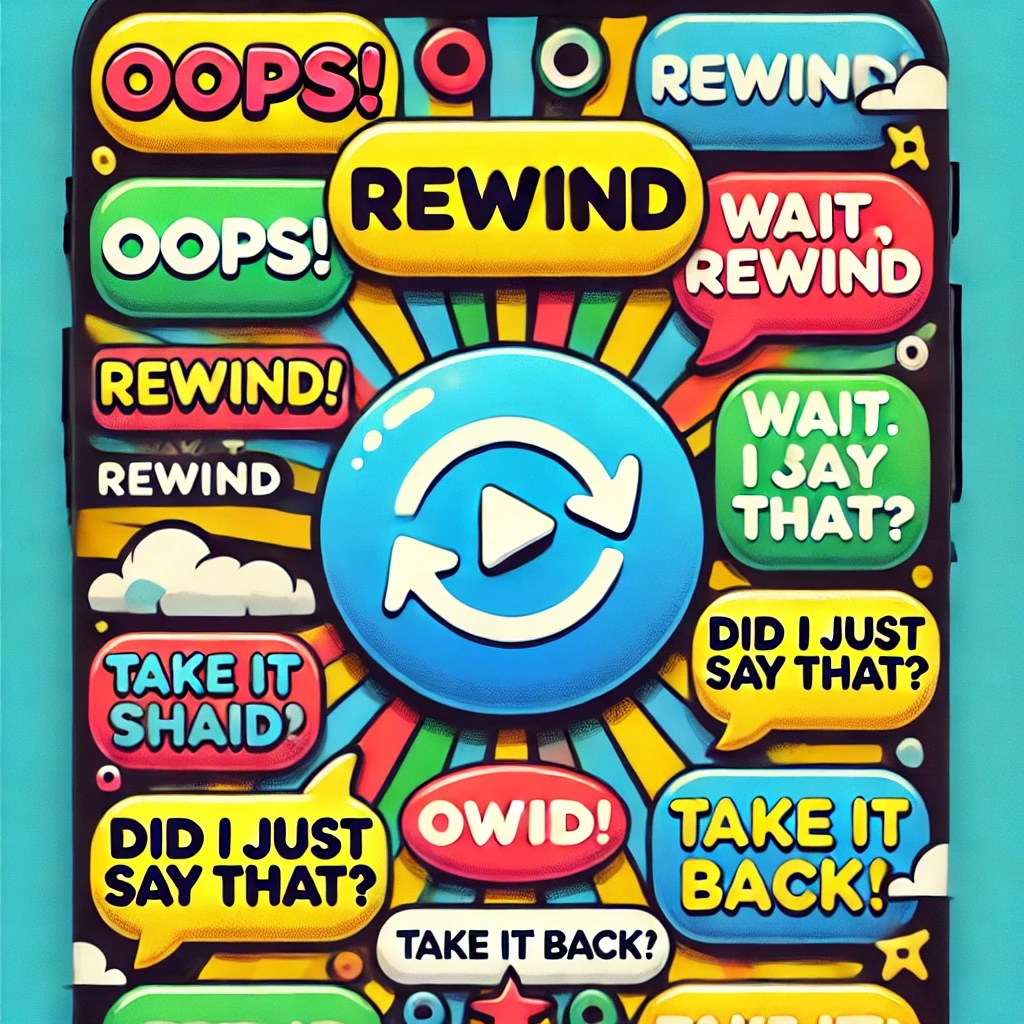 OOPS!
REWIND'
REWIND
OOPS!
WAIT,
REWIND
REWIND!
REWIND
WAIT.
I SAY
THAT?
TAKE IT
SHAID'
DID I JUST
SAY THAT?
DID I JUST
SAY THAT?
OWID!
TAKE IT
BACK!
TAKE IT BACK?